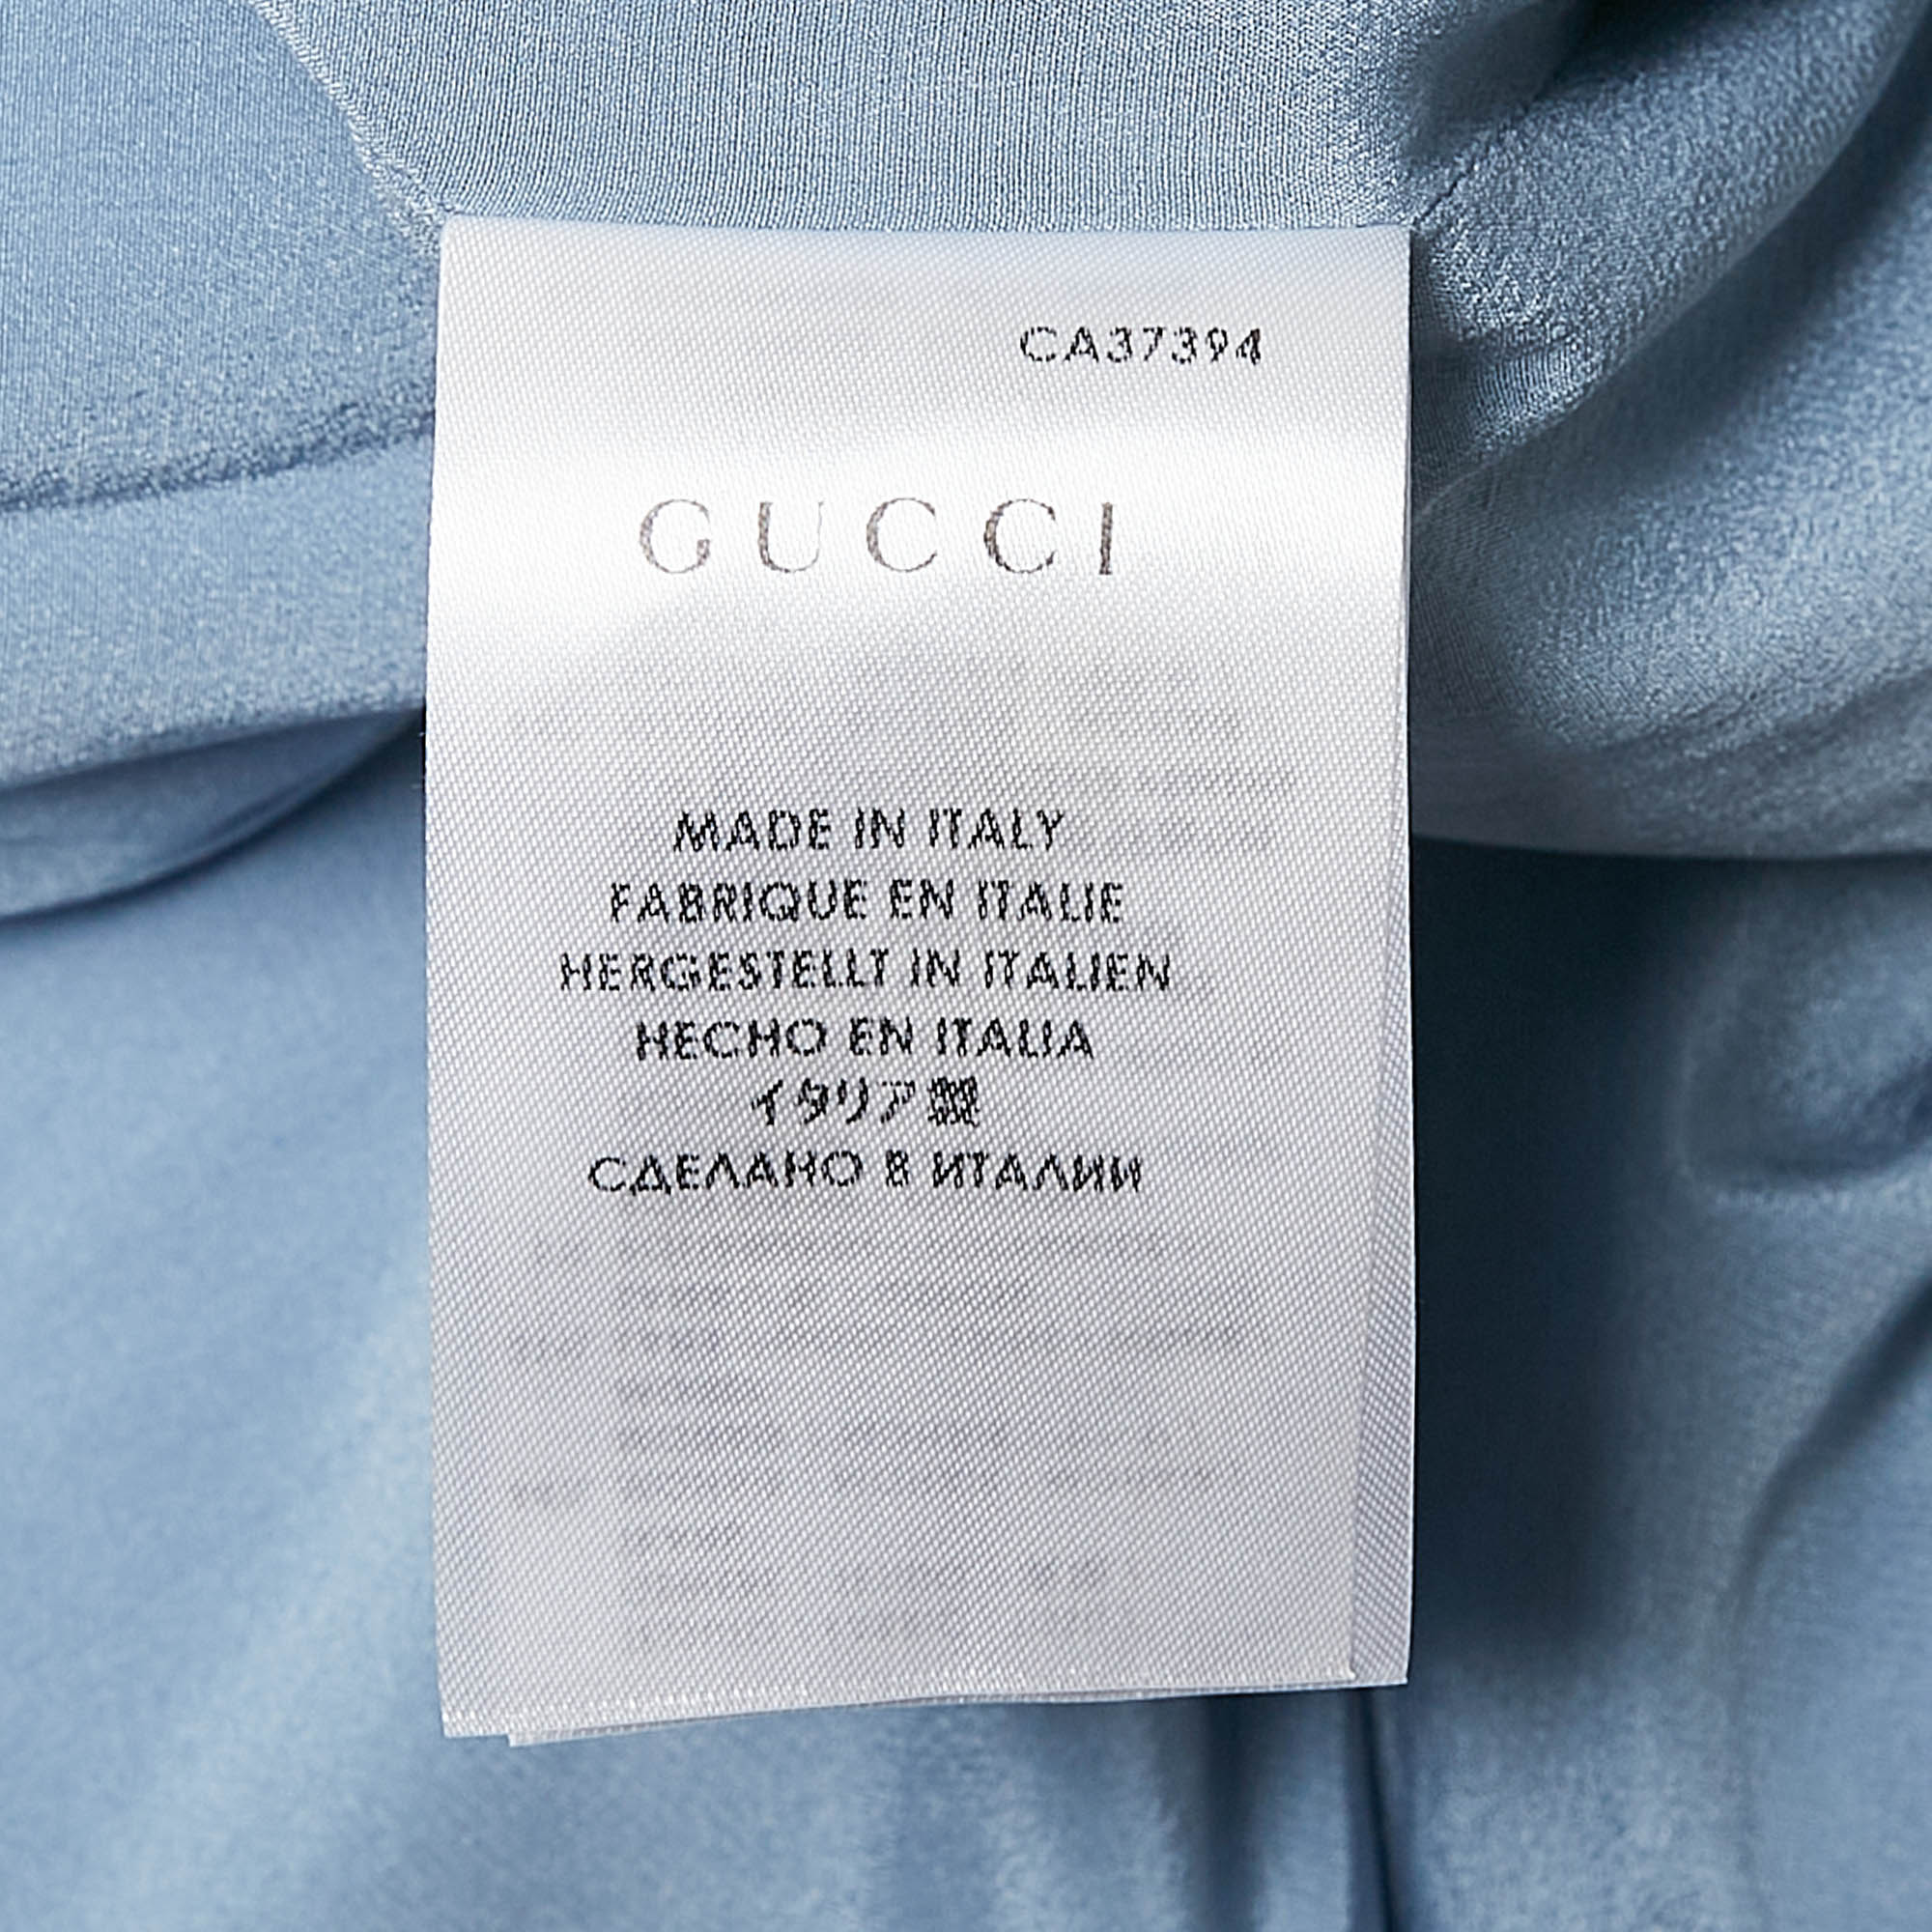 CA37394
GUCCI
MADE IN ITALY
FABRIQUE EN ITALIE
HERGESTELLT IN ITALIEN
HECHO EN ITALIA
イタリア製
СДЕЛАНО В ИТАЛИИ